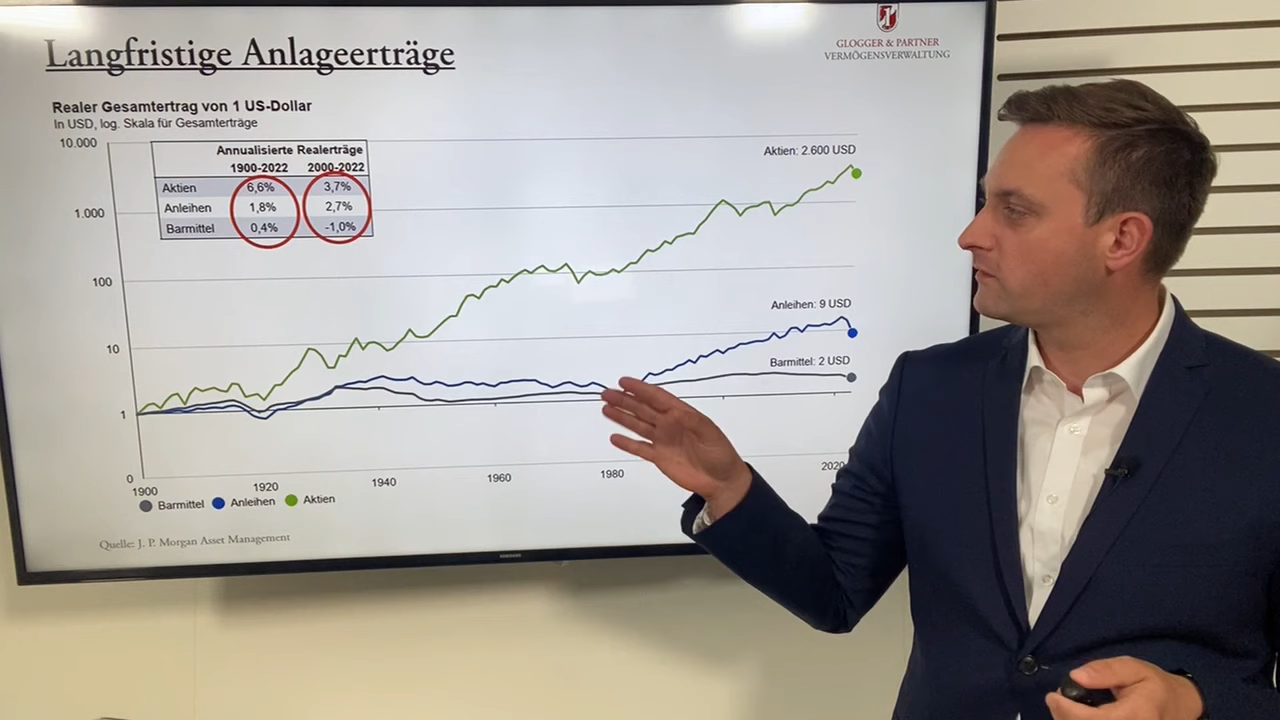 Langfristige Anlageerträge
GLOGGER & PARTNER
VERMÖGENSVERWALTUNG
Realer Gesamtertrag von 1 US-Dollar
In USD, log. Skala für Gesamterträge
Annualisierte Realerträge
1900-2022 2000-2022
Aktien 6,6% 3,7%
Anleihen 1,8% 2,7%
Barmittel 0,4% -1,0%
10.000
1.000
100
10
1
0
Aktien: 2.600 USD
Anleihen: 9 USD
Barmittel: 2 USD
1900 1920 1940 1960 1980 2020
Barmittel Anleihen Aktien
Quelle: J. P. Morgan Asset Management
SAMSUNG